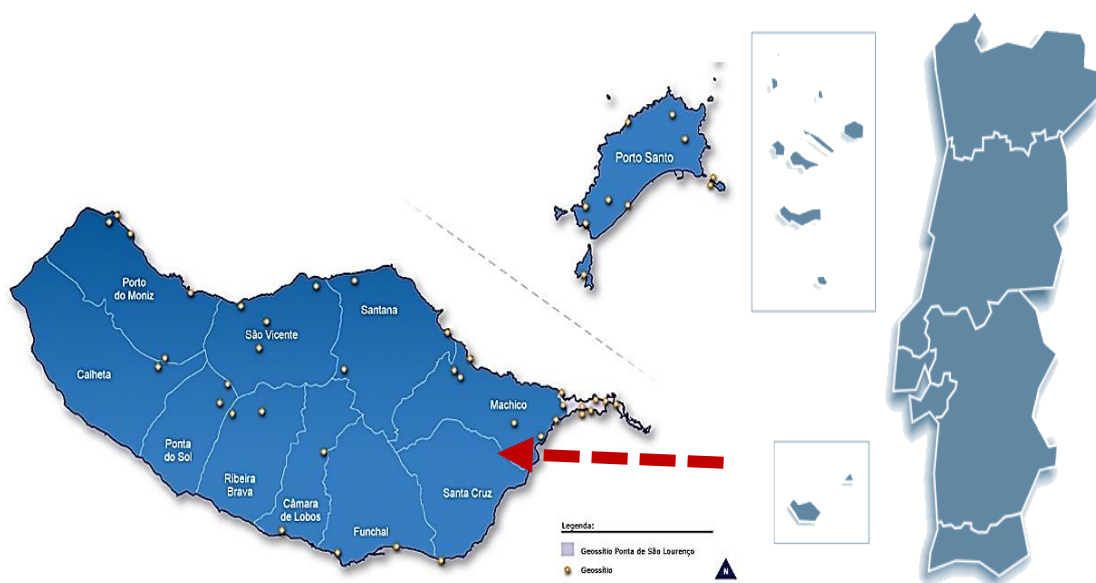 Porto Santo
Porto
do Moniz
Santana
São Vicente
Calheta
Machico
Ponta
do Sol
Ribeira
Brava
Santa Cruz
Câmara
de Lobos
Funchal
Legenda:
Geossítio Ponta de São Lourenço
Geossítio
N